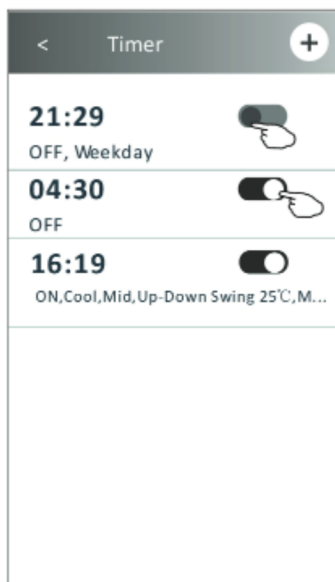 < Timer +
21:29
OFF, Weekday
04:30
OFF
16:19
ON,Cool,Mid,Up-Down Swing 25℃,M...